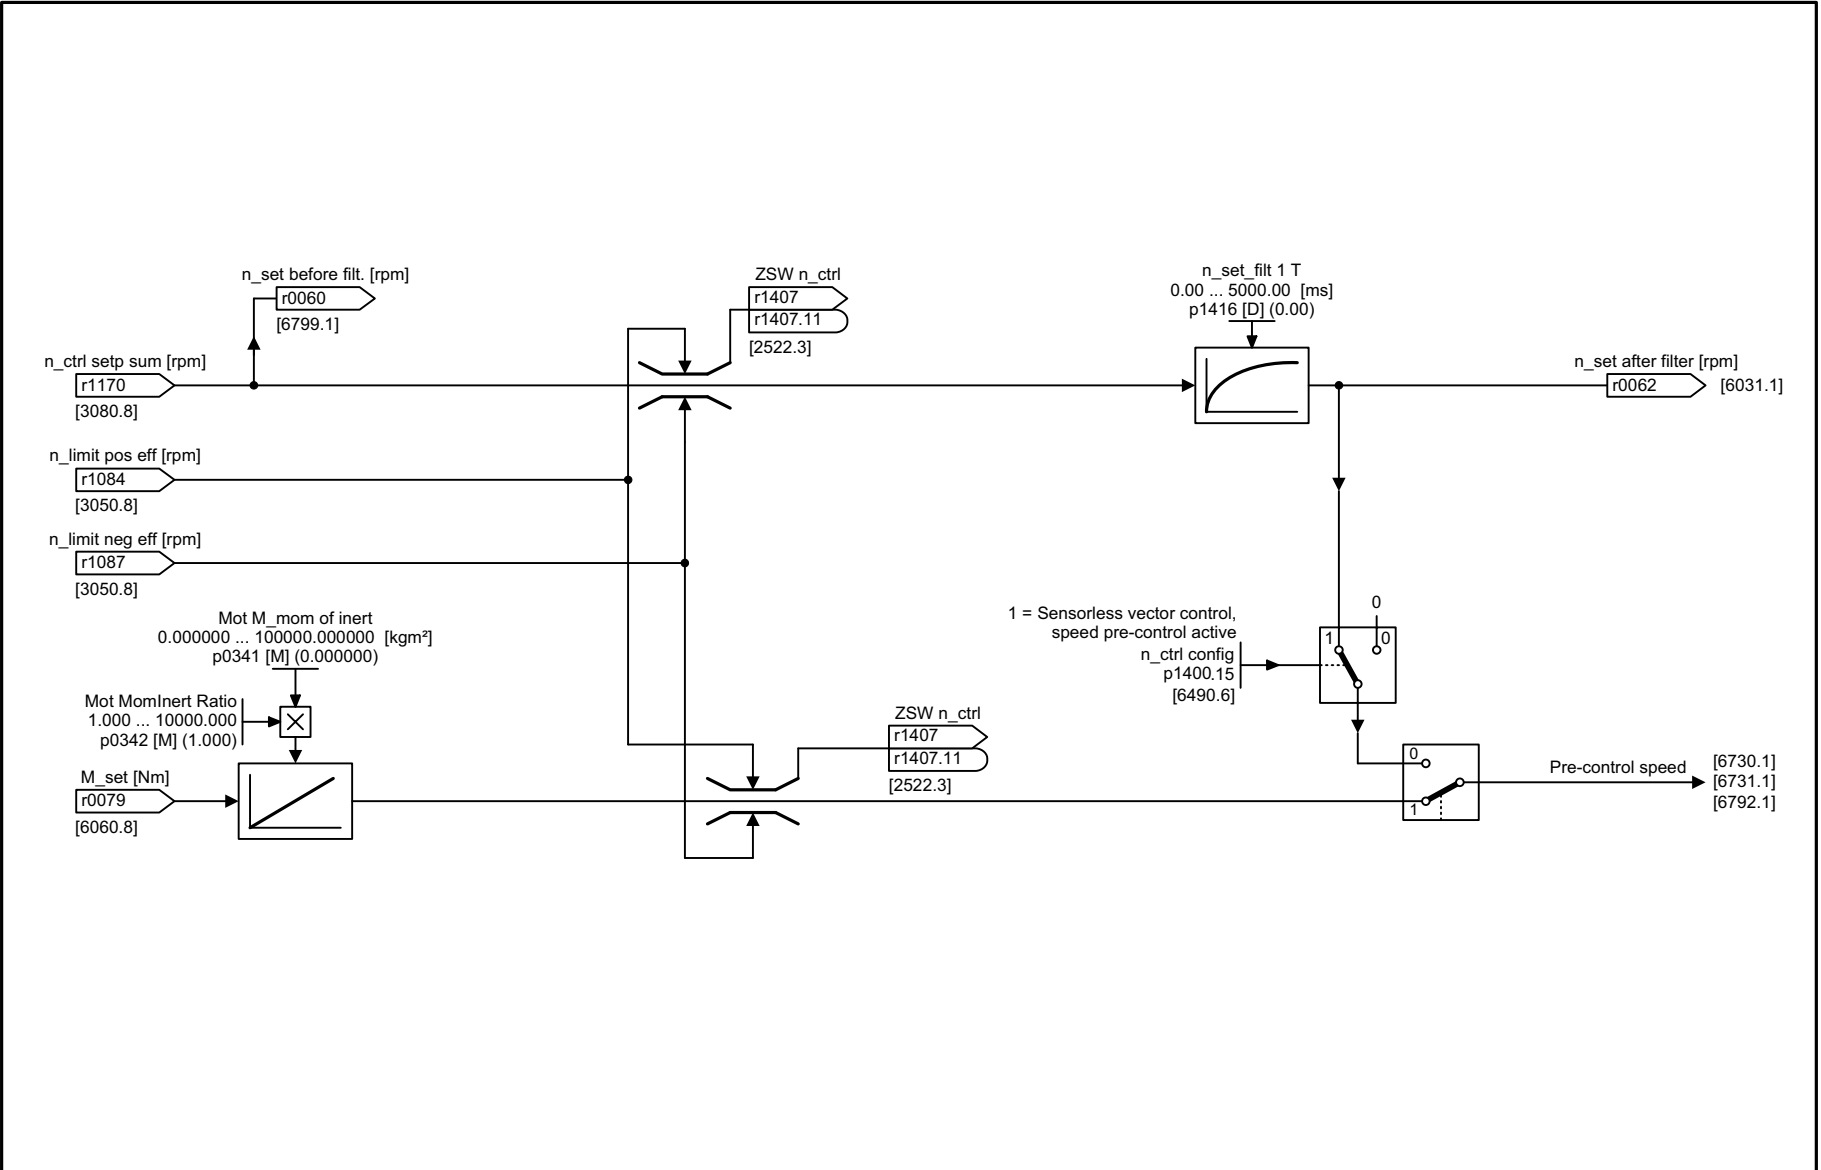 n_set before filt. [rpm]
r0060
[6799.1]
ZSW n_ctrl
r1407
r1407.11
[2522.3]
n_set_filt 1 T
0.00 ... 5000.00 [ms]
p1416 [D] (0.00)
n_ctrl setp sum [rpm]
r1170
[3080.8]
n_set after filter [rpm]
r0062
[6031.1]
n_limit pos eff [rpm]
r1084
[3050.8]
n_limit neg eff [rpm]
r1087
[3050.8]
Mot M_mom of inert
0.000000 ... 100000.000000 [kgm²]
p0341 [M] (0.000000)
Mot MomInert Ratio
1.000 ... 10000.000
p0342 [M] (1.000)
M_set [Nm]
r0079
[6060.8]
1 = Sensorless vector control,
speed pre-control active
n_ctrl config
p1400.15
[6490.6]
0
1
0
ZSW n_ctrl
r1407
r1407.11
[2522.3]
0
1
Pre-control speed
[6730.1]
[6731.1]
[6792.1]